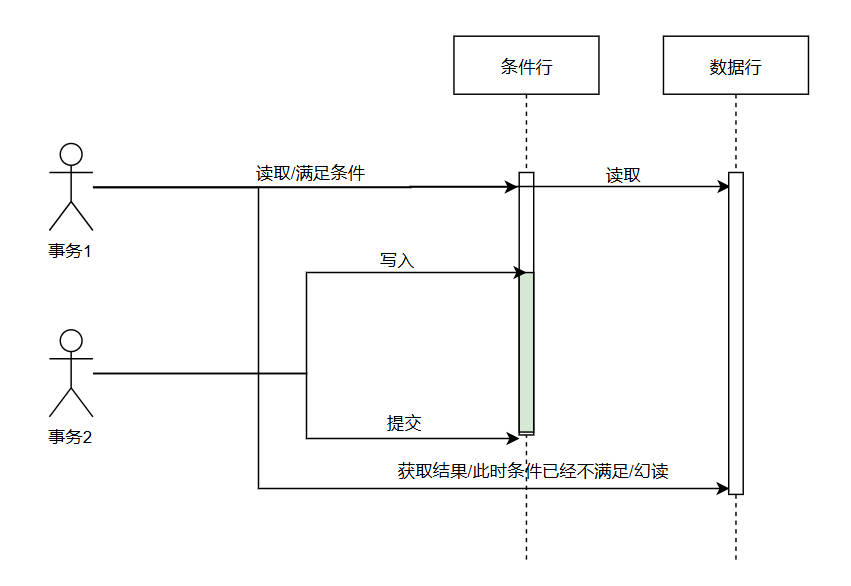 条件行
数据行
读取/满足条件
读取
事务1
写入
提交
事务2
获取结果/此时条件已经不满足/幻读